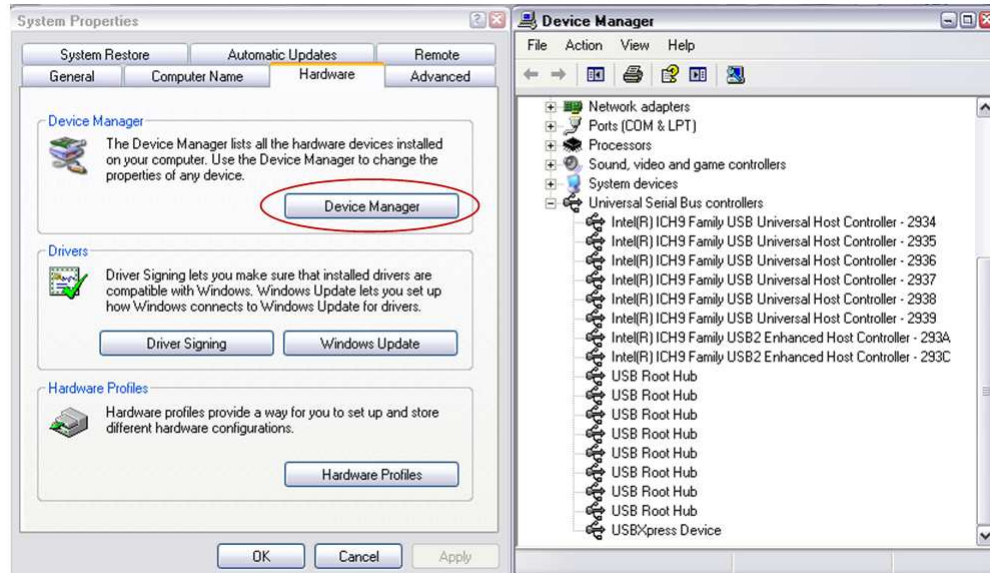 System Properties
System Restore
Automatic Updates
Remote
General
Computer Name
Hardware
Advanced
Device Manager
The Device Manager lists all the hardware devices installed
on your computer. Use the Device Manager to change the
properties of any device.
Device Manager
Drivers
Driver Signing lets you make sure that installed drivers are
compatible with Windows. Windows Update lets you set up
how Windows connects to Windows Update for drivers.
Driver Signing
Windows Update
Hardware Profiles
Hardware profiles provide a way for you to set up and store
different hardware configurations.
Hardware Profiles
OK
Cancel
Apply
Device Manager
File Action View Help
Network adapters
Ports (COM & LPT)
Processors
Sound, video and game controllers
System devices
Universal Serial Bus controllers
Intel(R) ICH9 Family USB Universal Host Controller - 2934
Intel(R) ICH9 Family USB Universal Host Controller - 2935
Intel(R) ICH9 Family USB Universal Host Controller - 2936
Intel(R) ICH9 Family USB Universal Host Controller - 2937
Intel(R) ICH9 Family USB Universal Host Controller - 2938
Intel(R) ICH9 Family USB Universal Host Controller - 2939
Intel(R) ICH9 Family USB2 Enhanced Host Controller - 293A
Intel(R) ICH9 Family USB2 Enhanced Host Controller - 293C
USB Root Hub
USB Root Hub
USB Root Hub
USB Root Hub
USB Root Hub
USB Root Hub
USB Root Hub
USB Root Hub
USBXpress Device